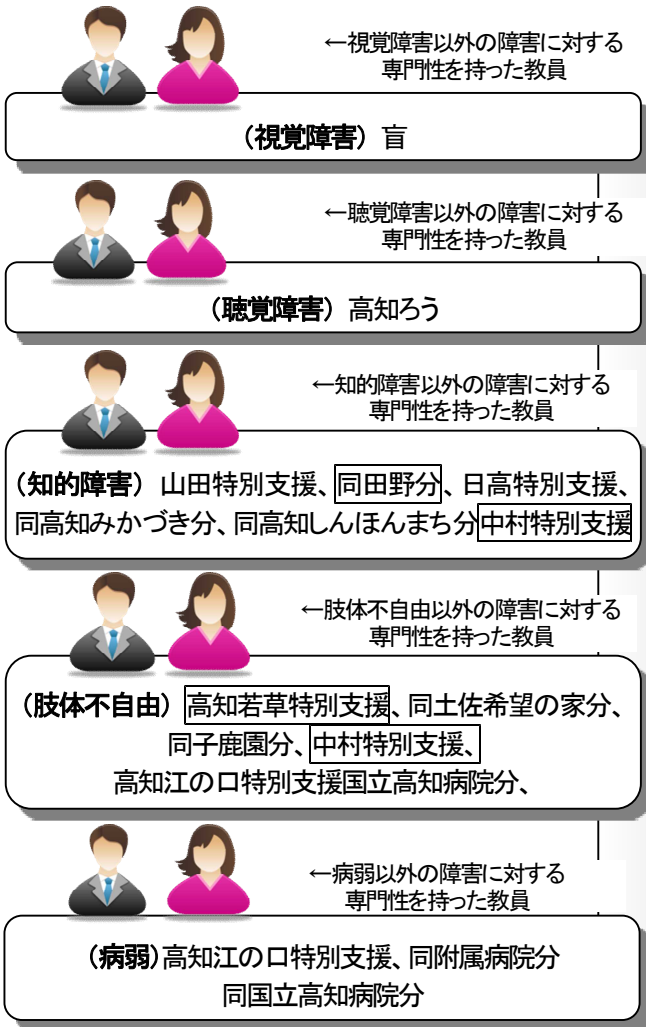 ←視覚障害以外の障害に対する
専門性を持った教員
（視覚障害）盲
←聴覚障害以外の障害に対する
専門性を持った教員
（聴覚障害）高知ろう
←知的障害以外の障害に対する
専門性を持った教員
（知的障害）山田特別支援、同田野分、日高特別支援、
同高知みかづき分、同高知しんほんまち分中村特別支援
←肢体不自由以外の障害に対する
専門性を持った教員
（肢体不自由）高知若草特別支援、同土佐希望の家分、
同子鹿園分、中村特別支援、
高知江の口特別支援国立高知病院分、
←病弱以外の障害に対する
専門性を持った教員
（病弱）高知江の口特別支援、同附属病院分
同国立高知病院分